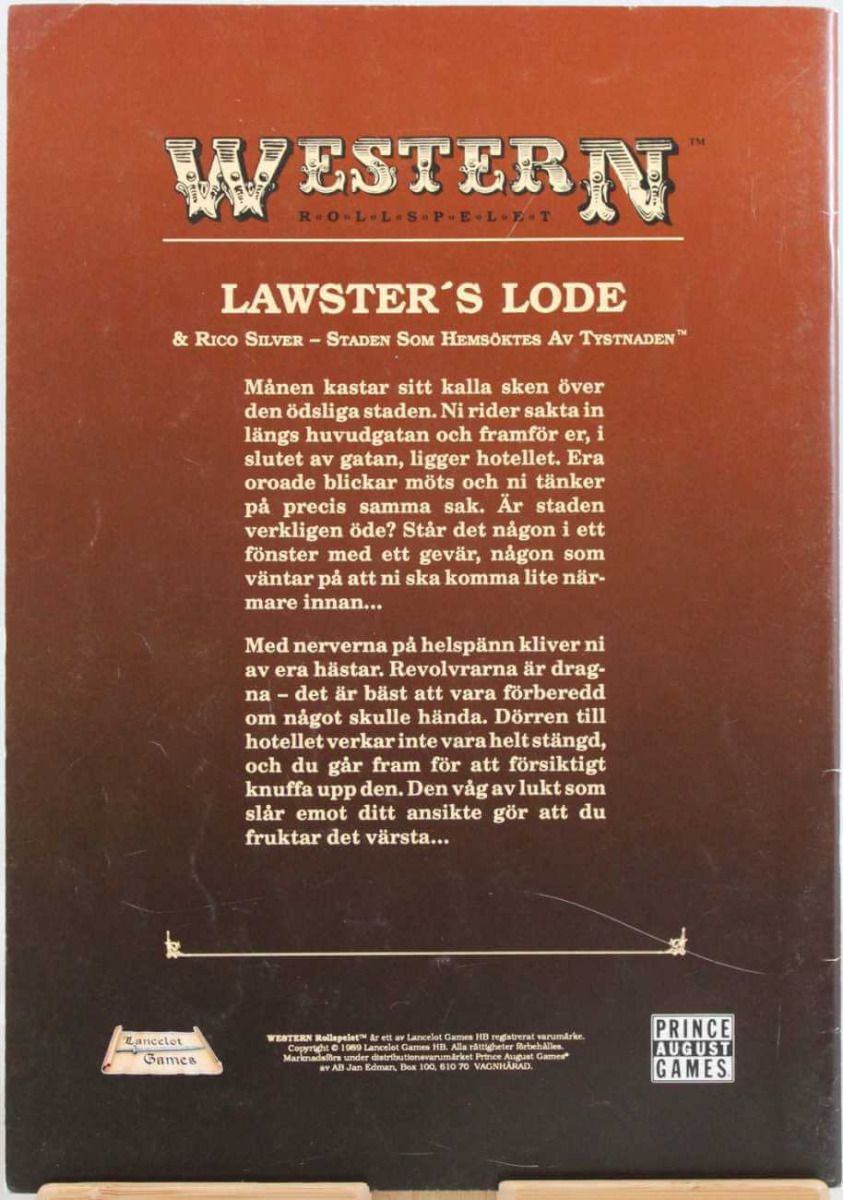 WESTERN™
R·O·L·L·S·P·E·L·E·T
LAWSTER´S LODE
& RICO SILVER – STADEN SOM HEMSÖKTES AV TYSTNADEN™
Månen kastar sitt kalla sken över
den ödsliga staden. Ni rider sakta in
längs huvudgatan och framför er, i
slutet av gatan, ligger hotellet. Era
oroade blickar möts och ni tänker
på precis samma sak. Är staden
verkligen öde? Står det någon i ett
fönster med ett gevär, någon som
väntar på att ni ska komma lite när-
mare innan...
Med nerverna på helspänn kliver ni
av era hästar. Revolvrarna är drag-
na – det är bäst att vara förberedd
om något skulle hända. Dörren till
hotellet verkar inte vara helt stängd,
och du går fram för att försiktigt
knuffa upp den. Den våg av lukt som
slår emot ditt ansikte gör att du
fruktar det värsta...
Lancelot
Games
WESTERN Rollspelet™ är ett av Lancelot Games HB registrerat varumärke.
Copyright © 1989 Lancelot Games HB. Alla rättigheter förbehålles.
Marknadsförs under distributionsvarumärket Prince August Games®
av AB Jan Edman, Box 100, 610 70 VAGNHÄRAD.
PRINCE
AUGUST
GAMES